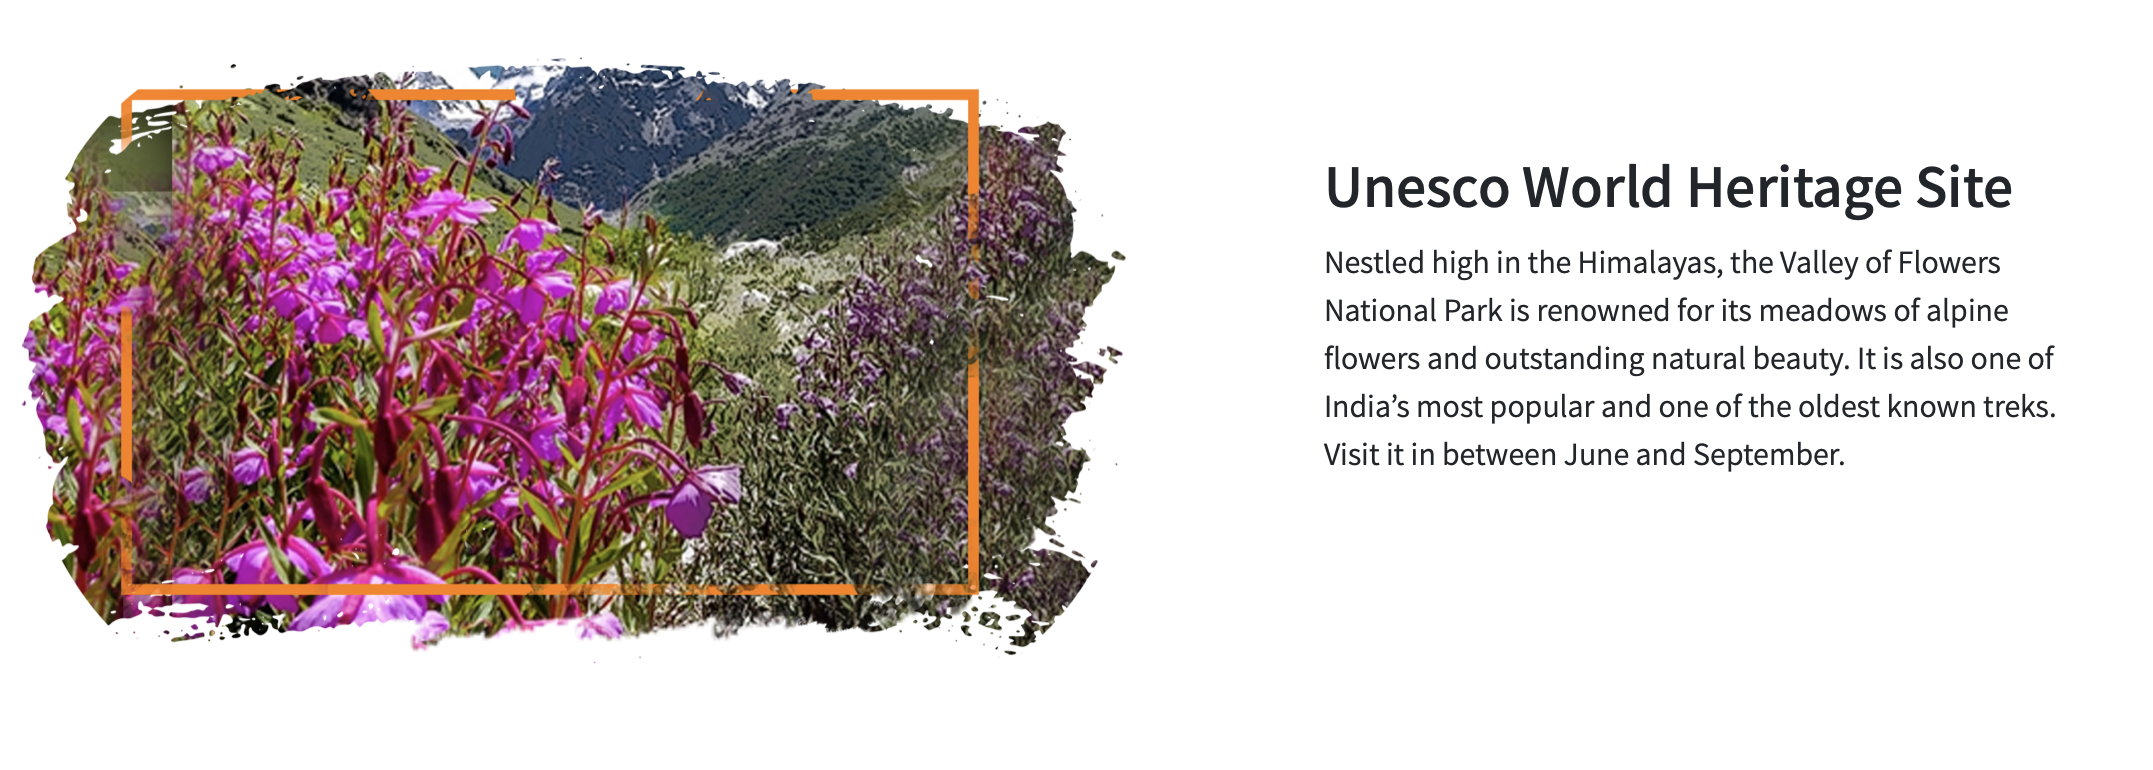 Unesco World Heritage Site
Nestled high in the Himalayas, the Valley of Flowers
National Park is renowned for its meadows of alpine
flowers and outstanding natural beauty. It is also one of
India’s most popular and one of the oldest known treks.
Visit it in between June and September.